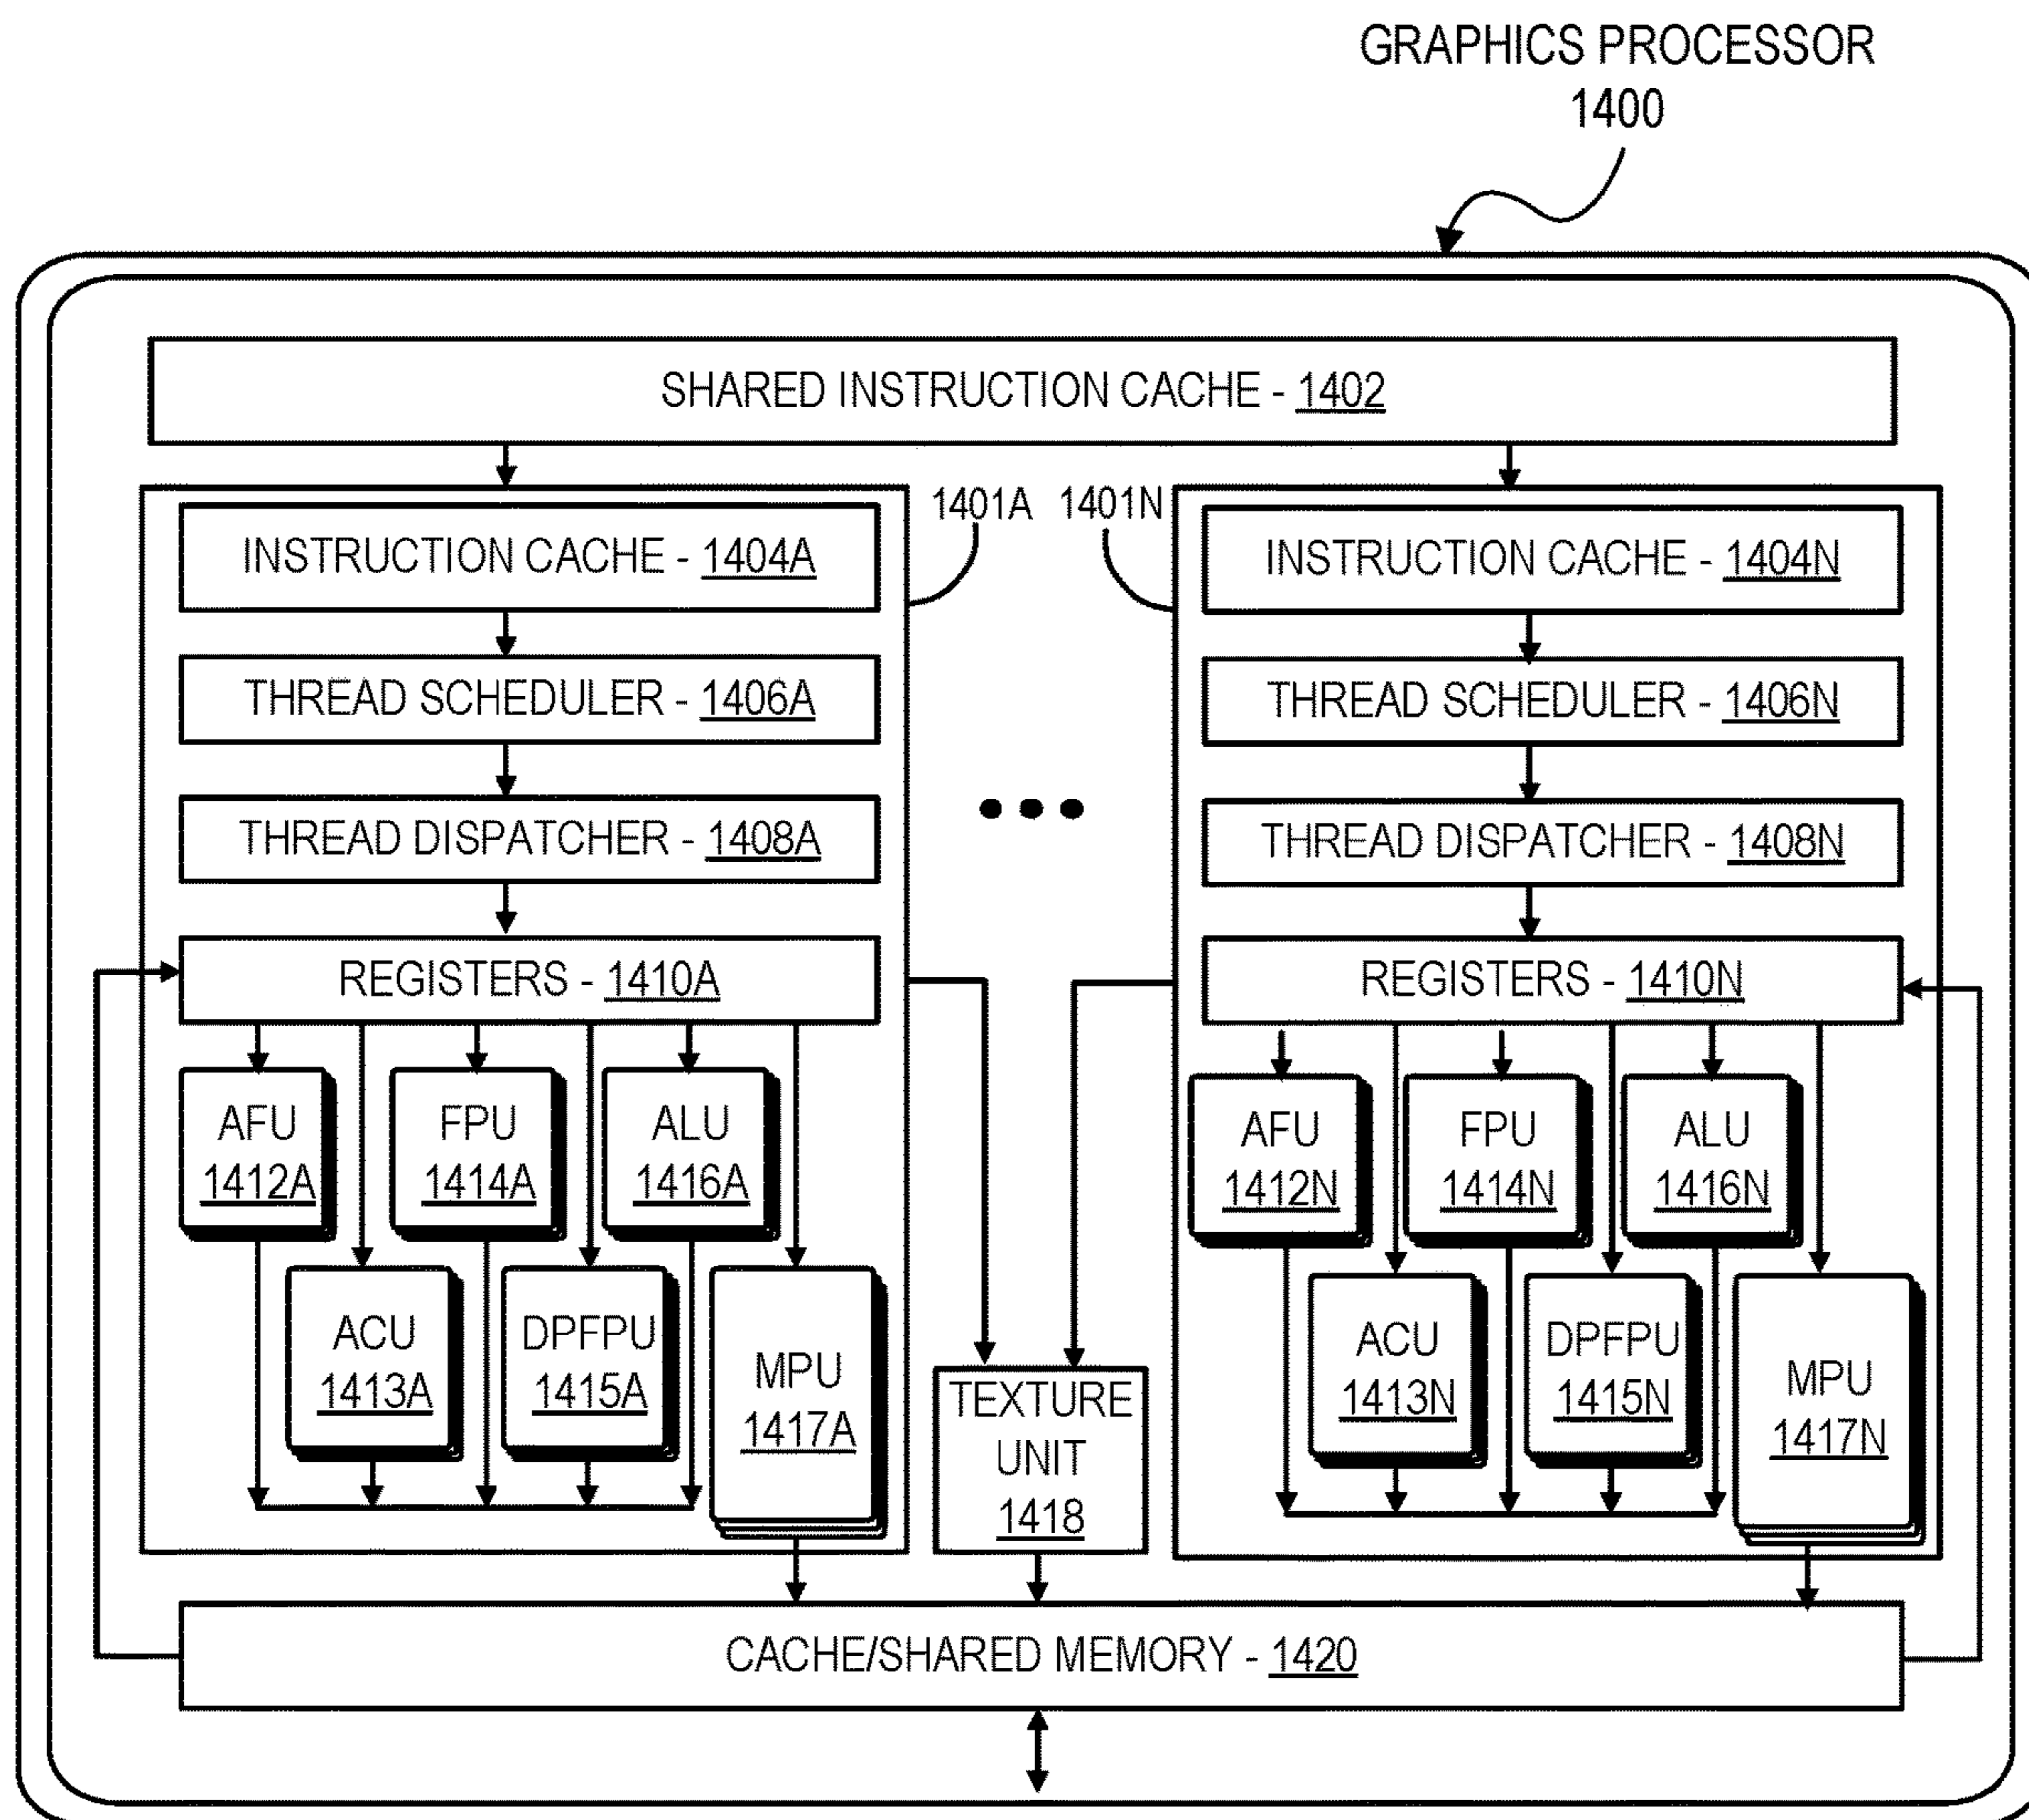 GRAPHICS PROCESSOR
1400
SHARED INSTRUCTION CACHE - 1402
1401A 1401N
INSTRUCTION CACHE - 1404A
THREAD SCHEDULER - 1406A
THREAD DISPATCHER - 1408A
REGISTERS - 1410A
AFU
1412A
FPU
1414A
ALU
1416A
ACU
1413A
DPFPU
1415A
MPU
1417A
INSTRUCTION CACHE - 1404N
THREAD SCHEDULER - 1406N
THREAD DISPATCHER - 1408N
REGISTERS - 1410N
AFU
1412N
FPU
1414N
ALU
1416N
ACU
1413N
DPFPU
1415N
MPU
1417N
TEXTURE
UNIT
1418
CACHE/SHARED MEMORY - 1420